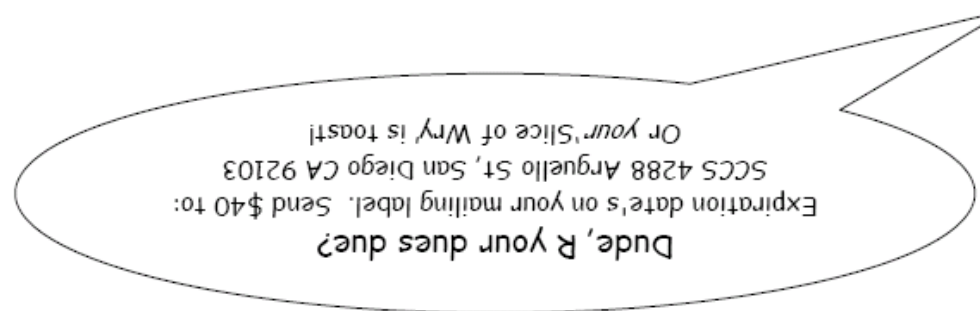 Dude, R your dues due?
Expiration date's on your mailing label.  Send $40 to:
SCCS 4288 Arguello St, San Diego CA 92103
Or your 'Slice of Wry' is toast!